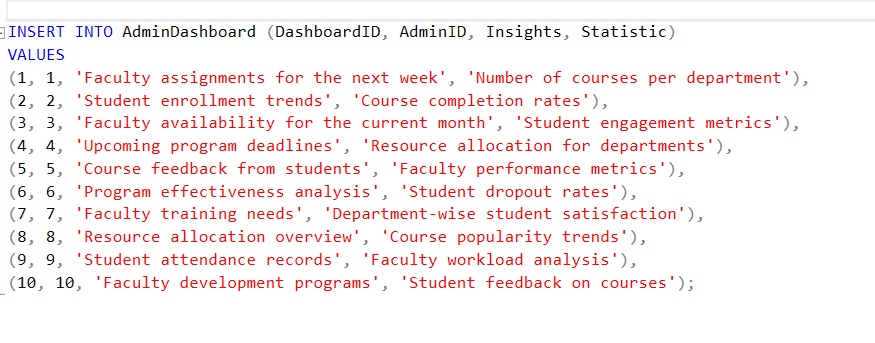 INSERT INTO AdminDashboard (DashboardID, AdminID, Insights, Statistic)
VALUES
(1, 1, 'Faculty assignments for the next week', 'Number of courses per department'),
(2, 2, 'Student enrollment trends', 'Course completion rates'),
(3, 3, 'Faculty availability for the current month', 'Student engagement metrics'),
(4, 4, 'Upcoming program deadlines', 'Resource allocation for departments'),
(5, 5, 'Course feedback from students', 'Faculty performance metrics'),
(6, 6, 'Program effectiveness analysis', 'Student dropout rates'),
(7, 7, 'Faculty training needs', 'Department-wise student satisfaction'),
(8, 8, 'Resource allocation overview', 'Course popularity trends'),
(9, 9, 'Student attendance records', 'Faculty workload analysis'),
(10, 10, 'Faculty development programs', 'Student feedback on courses');